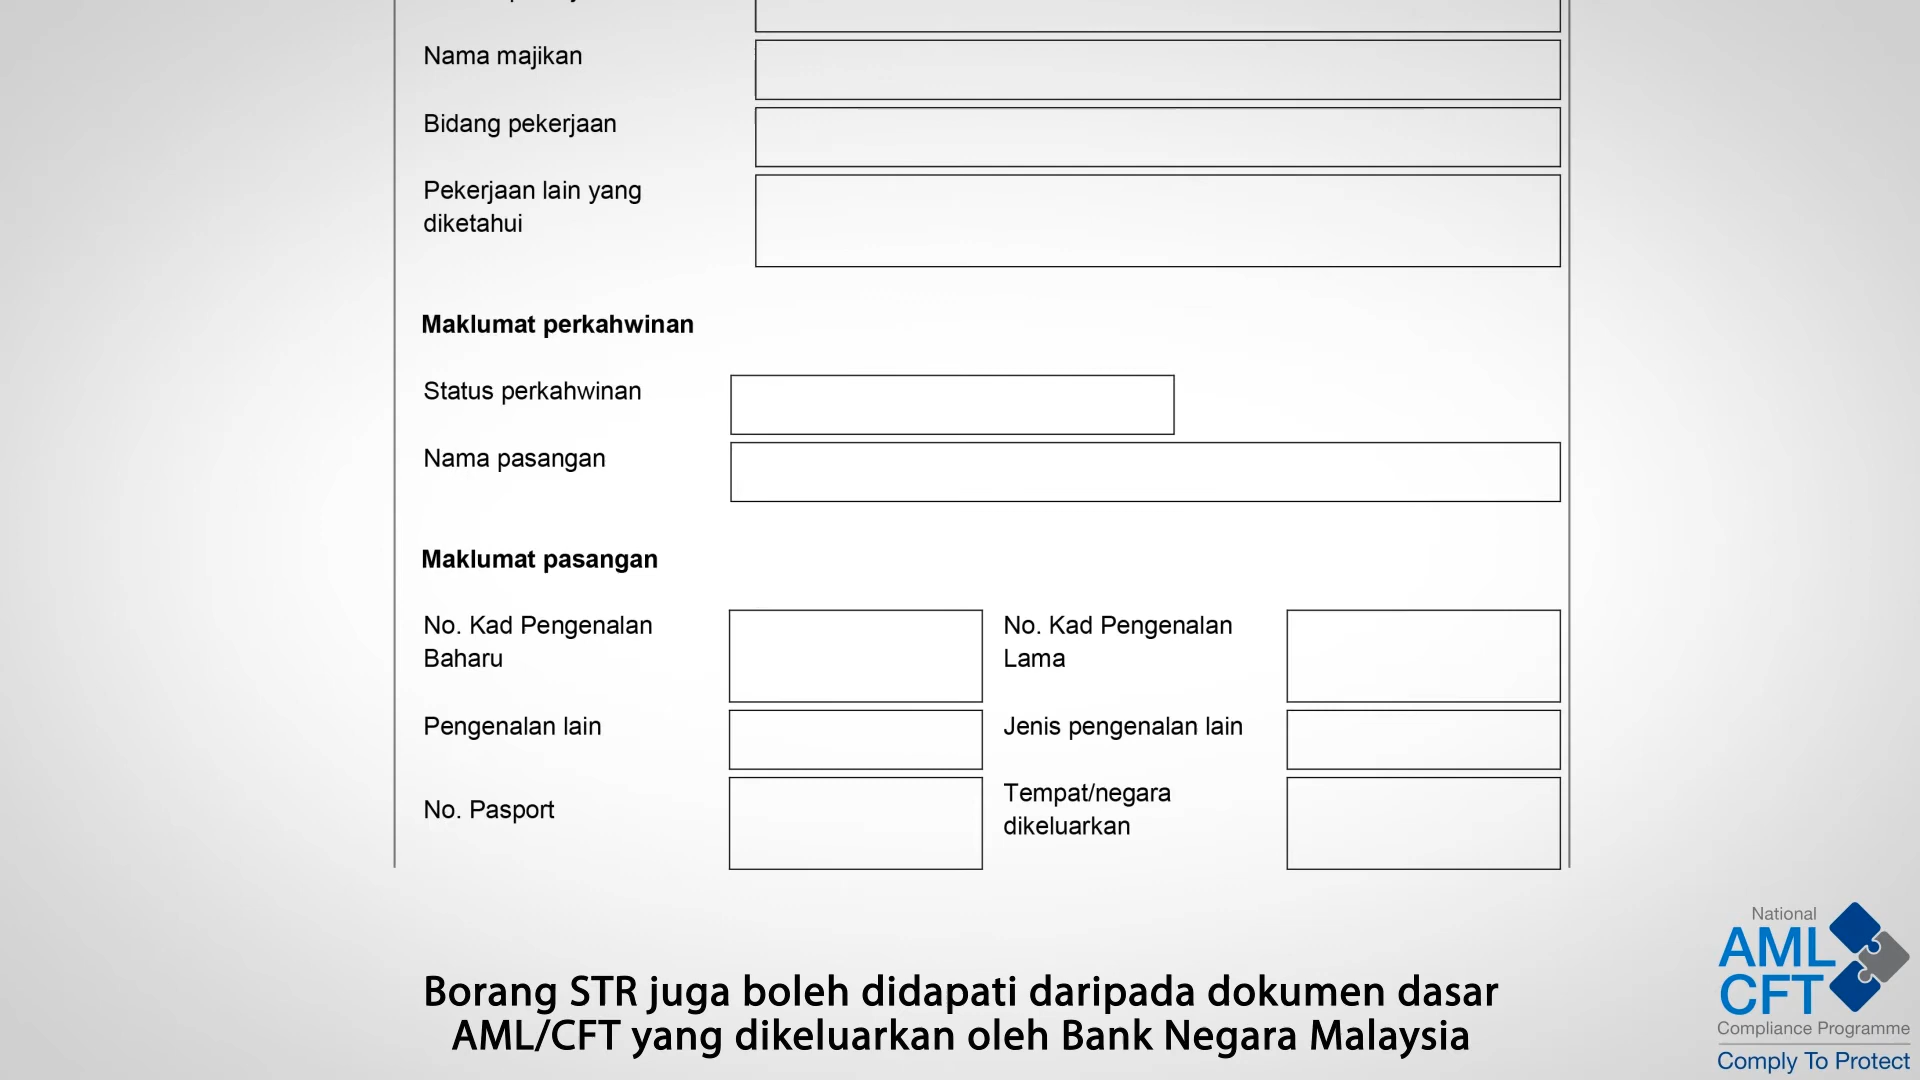 Nama majikan
Bidang pekerjaan
Pekerjaan lain yang
diketahui
Maklumat perkahwinan
Status perkahwinan
Nama pasangan
Maklumat pasangan
No. Kad Pengenalan
Baharu
No. Kad Pengenalan
Lama
Pengenalan lain
Jenis pengenalan lain
No. Pasport
Tempat/negara
dikeluarkan
Borang STR juga boleh didapati daripada dokumen dasar
AML/CFT yang dikeluarkan oleh Bank Negara Malaysia
National
AML
CFT
Compliance Programme
Comply To Protect